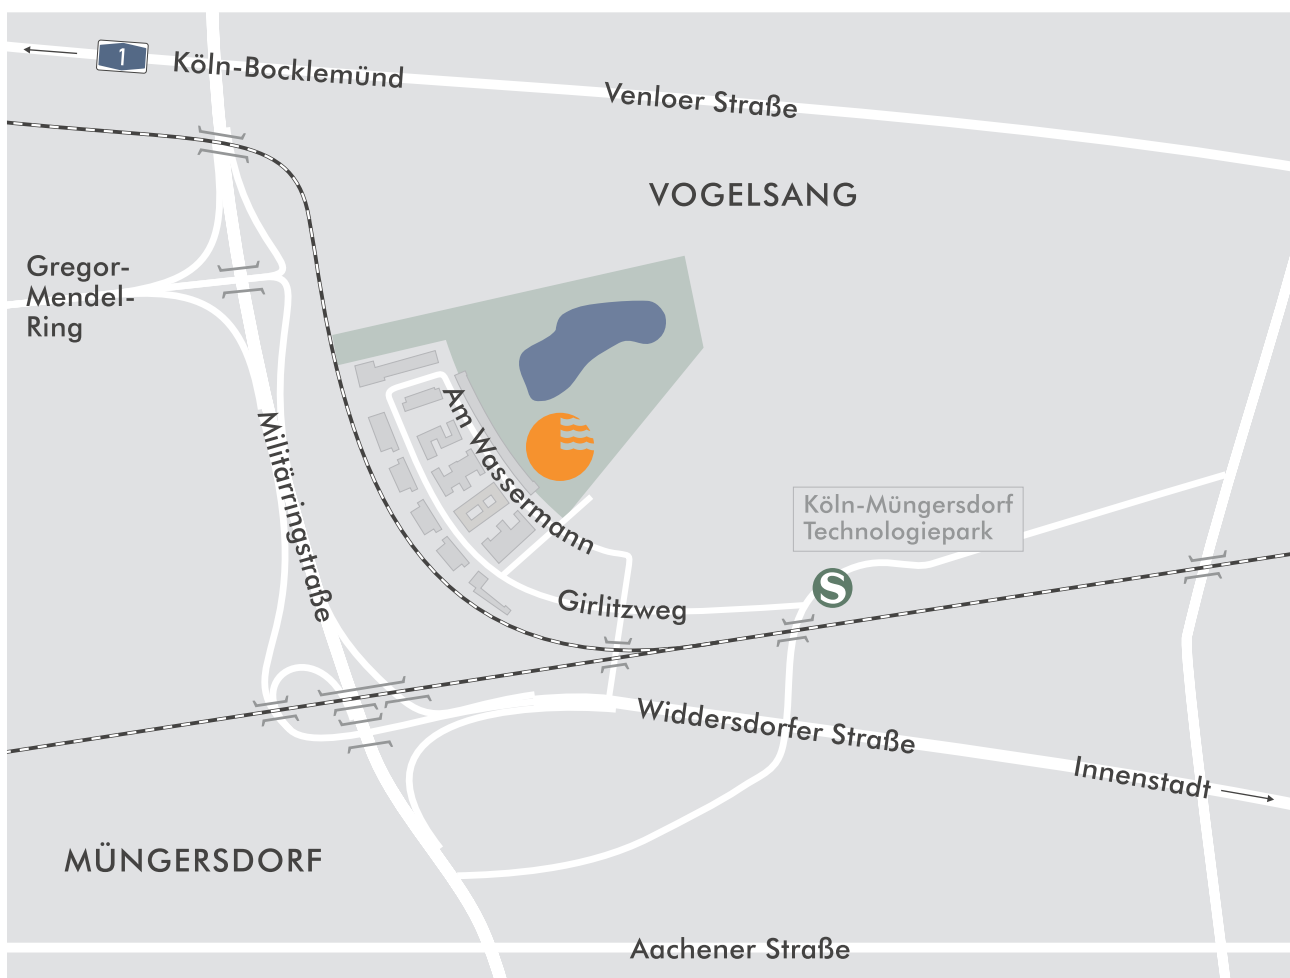 1
Köln-Bocklemünd
Venloer Straße
VOGELSANG
Gregor-
Mendel-
Ring
Am Wassermann
Militärringstraße
Köln-Müngersdorf
Technologiepark
S
Girlitzweg
Widdersdorfer Straße
Innenstadt
MÜNGERSDORF
Aachener Straße